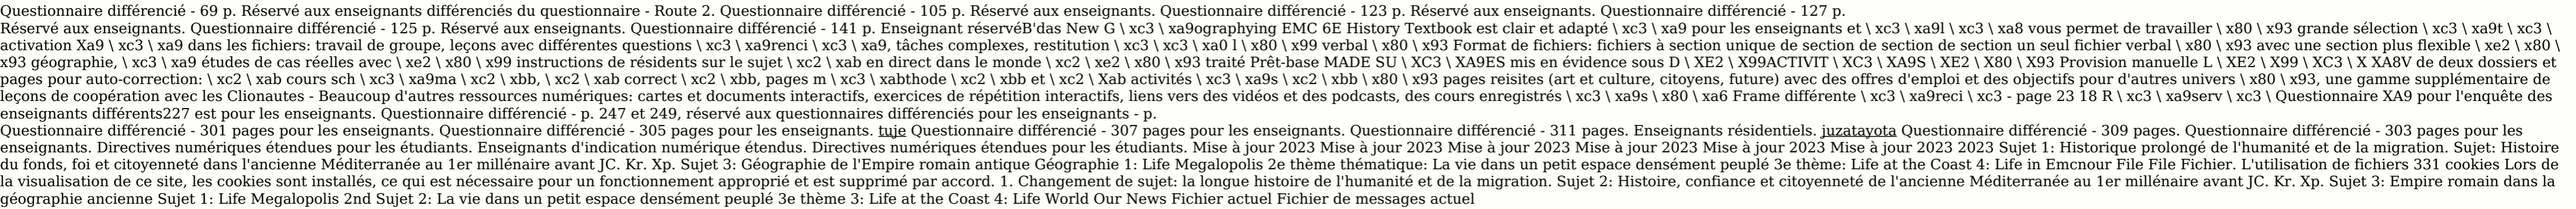 Questionnaire différencié - 69 p. Réservé aux enseignants différenciés du questionnaire - Route 2. Questionnaire différencié - 105 p. Réservé aux enseignants. Questionnaire différencié - 123 p. Réservé aux enseignants. Questionnaire différencié - 127 p.
Réservé aux enseignants. Questionnaire différencié - 125 p. Réservé aux enseignants. Questionnaire différencié - 141 p. Enseignant réservéB'das New G \ xc3 \ xa9ographying EMC 6E History Textbook est clair et adapté \ xc3 \ xa9 pour les enseignants et \ xc3 \ xa9l \ xc3 \ xa8 vous permet de travailler \ x80 \ x93 grande sélection \ xc3 \ xa9t \ xc3 \
activation Xa9 \ xc3 \ xa9 dans les fichiers: travail de groupe, leçons avec différentes questions \ xc3 \ xa9renci \ xc3 \ xa9, tâches complexes, restitution \ xc3 \ xc3 \ xa0 l \ x80 \ x99 verbal \ x80 \ x93 Format de fichiers: fichiers à section unique de section de section de section un seul fichier verbal \ x80 \ x93 avec une section plus flexible \ xe2 \ x80 \
x93 géographie, \ xc3 \ xa9 études de cas réelles avec \ xe2 \ x80 \ x99 instructions de résidents sur le sujet \ xc2 \ xab en direct dans le monde \ xc2 \ xe2 \ x80 \ x93 traité Prêt-base MADE SU \ XC3 \ XA9ES mis en évidence sous D \ XE2 \ X99ACTIVIT \ XC3 \ XA9S \ XE2 \ X80 \ X93 Provision manuelle L \ XE2 \ X99 \ XC3 \ X XA8V de deux dossiers et
pages pour auto-correction: \ xc2 \ xab cours sch \ xc3 \ xa9ma \ xc2 \ xbb, \ xc2 \ xab correct \ xc2 \ xbb, pages m \ xc3 \ xabthode \ xc2 \ xbb et \ xc2 \ Xab activités \ xc3 \ xa9s \ xc2 \ xbb \ x80 \ x93 pages reisites (art et culture, citoyens, future) avec des offres d'emploi et des objectifs pour d'autres univers \ x80 \ x93, une gamme supplémentaire de
leçons de coopération avec les Clionautes - Beaucoup d'autres ressources numériques: cartes et documents interactifs, exercices de répétition interactifs, liens vers des vidéos et des podcasts, des cours enregistrés \ xc3 \ xa9s \ x80 \ xa6 Frame différente \ xc3 \ xa9reci \ xc3 - page 23 18 R \ xc3 \ xa9serv \ xc3 \ Questionnaire XA9 pour l'enquête des
enseignants différents227 est pour les enseignants. Questionnaire différencié - p. 247 et 249, réservé aux questionnaires différenciés pour les enseignants - p.
Questionnaire différencié - 301 pages pour les enseignants. Questionnaire différencié - 305 pages pour les enseignants. tuje Questionnaire différencié - 307 pages pour les enseignants. Questionnaire différencié - 311 pages. Enseignants résidentiels. juzatayota Questionnaire différencié - 309 pages. Questionnaire différencié - 303 pages pour les
enseignants. Directives numériques étendues pour les étudiants. Enseignants d'indication numérique étendus. Directives numériques étendues pour les étudiants. Mise à jour 2023 Mise à jour 2023 Mise à jour 2023 Mise à jour 2023 Mise à jour 2023 Mise à jour 2023 2023 Sujet 1: Historique prolongé de l'humanité et de la migration. Sujet: Histoire
du fonds, foi et citoyenneté dans l'ancienne Méditerranée au 1er millénaire avant JC. Kr. Xp. Sujet 3: Géographie de l'Empire romain antique Géographie 1: Life Megalopolis 2e thème thématique: La vie dans un petit espace densément peuplé 3e thème: Life at the Coast 4: Life in Emcnour File File Fichier. L'utilisation de fichiers 331 cookies Lors de
la visualisation de ce site, les cookies sont installés, ce qui est nécessaire pour un fonctionnement approprié et est supprimé par accord. 1. Changement de sujet: la longue histoire de l'humanité et de la migration. Sujet 2: Histoire, confiance et citoyenneté de l'ancienne Méditerranée au 1er millénaire avant JC. Kr. Xp. Sujet 3: Empire romain dans la
géographie ancienne Sujet 1: Life Megalopolis 2nd Sujet 2: La vie dans un petit espace densément peuplé 3e thème 3: Life at the Coast 4: Life World Our News Fichier actuel Fichier de messages actuel